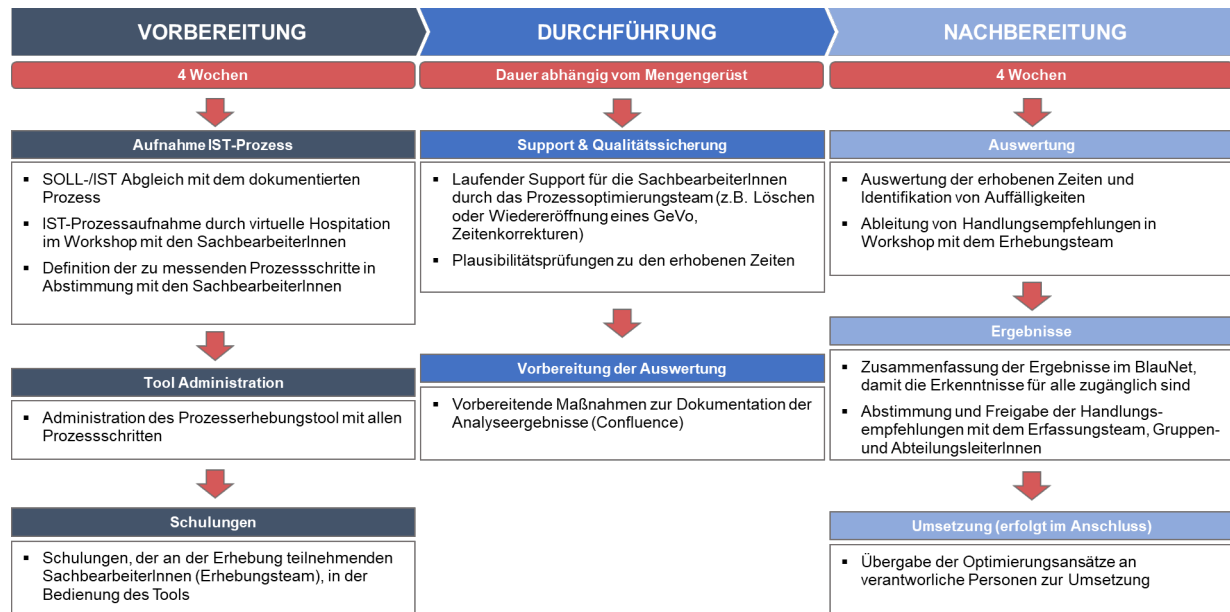 VORBEREITUNG
4 Wochen
Aufnahme IST-Prozess
▪ SOLL-/IST Abgleich mit dem dokumentierten
Prozess
▪ IST-Prozessaufnahme durch virtuelle Hospitation
im Workshop mit den SachbearbeiterInnen
▪ Definition der zu messenden Prozessschritte in
Abstimmung mit den SachbearbeiterInnen
Tool Administration
▪ Administration des Prozesserhebungstool mit allen
Prozessschritten
Schulungen
▪ Schulungen, der an der Erhebung teilnehmenden
SachbearbeiterInnen (Erhebungsteam), in der
Bedienung des Tools
DURCHFÜHRUNG
Dauer abhängig vom Mengengerüst
Support & Qualitätssicherung
▪ Laufender Support für die SachbearbeiterInnen
durch das Prozessoptimierungsteam (z.B. Löschen
oder Wiedereröffnung eines GeVo,
Zeitenkorrekturen)
▪ Plausibilitätsprüfungen zu den erhobenen Zeiten
Vorbereitung der Auswertung
▪ Vorbereitende Maßnahmen zur Dokumentation der
Analyseergebnisse (Confluence)
NACHBEREITUNG
4 Wochen
Auswertung
▪ Auswertung der erhobenen Zeiten und
Identifikation von Auffälligkeiten
▪ Ableitung von Handlungsempfehlungen in
Workshop mit dem Erhebungsteam
Ergebnisse
▪ Zusammenfassung der Ergebnisse im BlauNet,
damit die Erkenntnisse für alle zugänglich sind
▪ Abstimmung und Freigabe der Handlungs-
empfehlungen mit dem Erfassungsteam, Gruppen-
und AbteilungsleiterInnen
Umsetzung (erfolgt im Anschluss)
▪ Übergabe der Optimierungsansätze an
verantworliche Personen zur Umsetzung